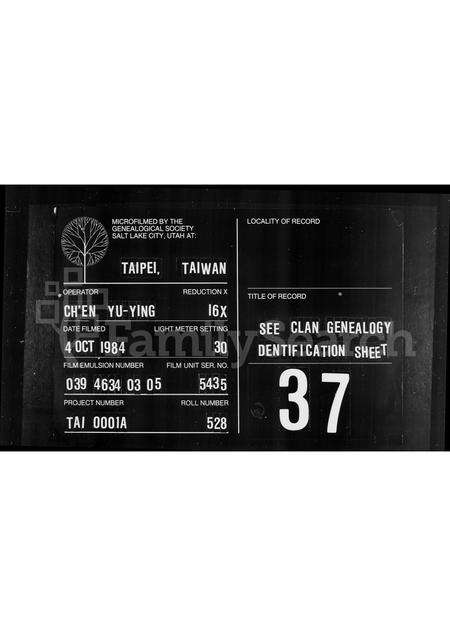 MICROFILMED BY THE
GENEALOGICAL SOCIETY
SALT LAKE CITY, UTAH AT:
TAIPEI, TAIWAN
OPERATOR REDUCTION X
CH'EN YU-YING 16X
DATE FILMED LIGHT METER SETTING
4 OCT 1984 30
FILM EMULSION NUMBER FILM UNIT SER. NO.
039 4634 03 05 5435
PROJECT NUMBER ROLL NUMBER
TAI 0001A 528
LOCALITY OF RECORD
TITLE OF RECORD
SEE CLAN GENEALOGY
DENTIFICATION SHEET
37
FamilySearch